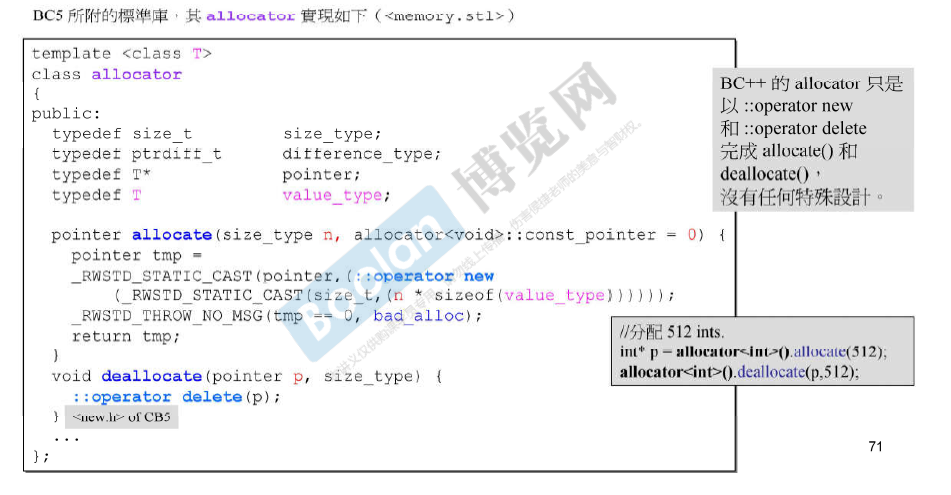 BC5 所附的標準庫，其 allocator 實現如下（<memory.stl>）
template <class T>
class allocator
{
public:
typedef size_t size_type;
typedef ptrdiff_t difference_type;
typedef T* pointer;
typedef T value_type;
pointer allocate(size_type n, allocator<void>::const_pointer = 0) {
pointer tmp =
_RWSTD_STATIC_CAST(pointer,(::operator new
(_RWSTD_STATIC_CAST(size_t,(n * sizeof(value_type))))));
_RWSTD_THROW_NO_MSG(tmp == 0, bad_alloc);
return tmp;
}
void deallocate(pointer p, size_type) {
::operator delete(p);
} <new.h> of CB5
...
};
BC++ 的 allocator 只是
以 ::operator new
和 ::operator delete
完成 allocate() 和
deallocate()，
沒有任何特殊設計。
//分配 512 ints.
int* p = allocator<int>().allocate(512);
allocator<int>().deallocate(p,512);
71
Boolan 博览网